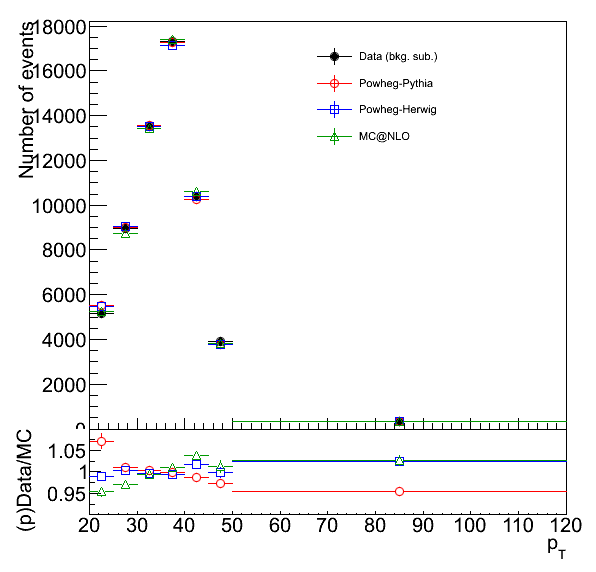 Number of events
18000
16000
14000
12000
10000
8000
6000
4000
2000
0
Data (bkg. sub.)
Powheg-Pythia
Powheg-Herwig
MC@NLO
(p)Data/MC
1.05
1
0.95
20 30 40 50 60 70 80 90 100 110 120
p_T